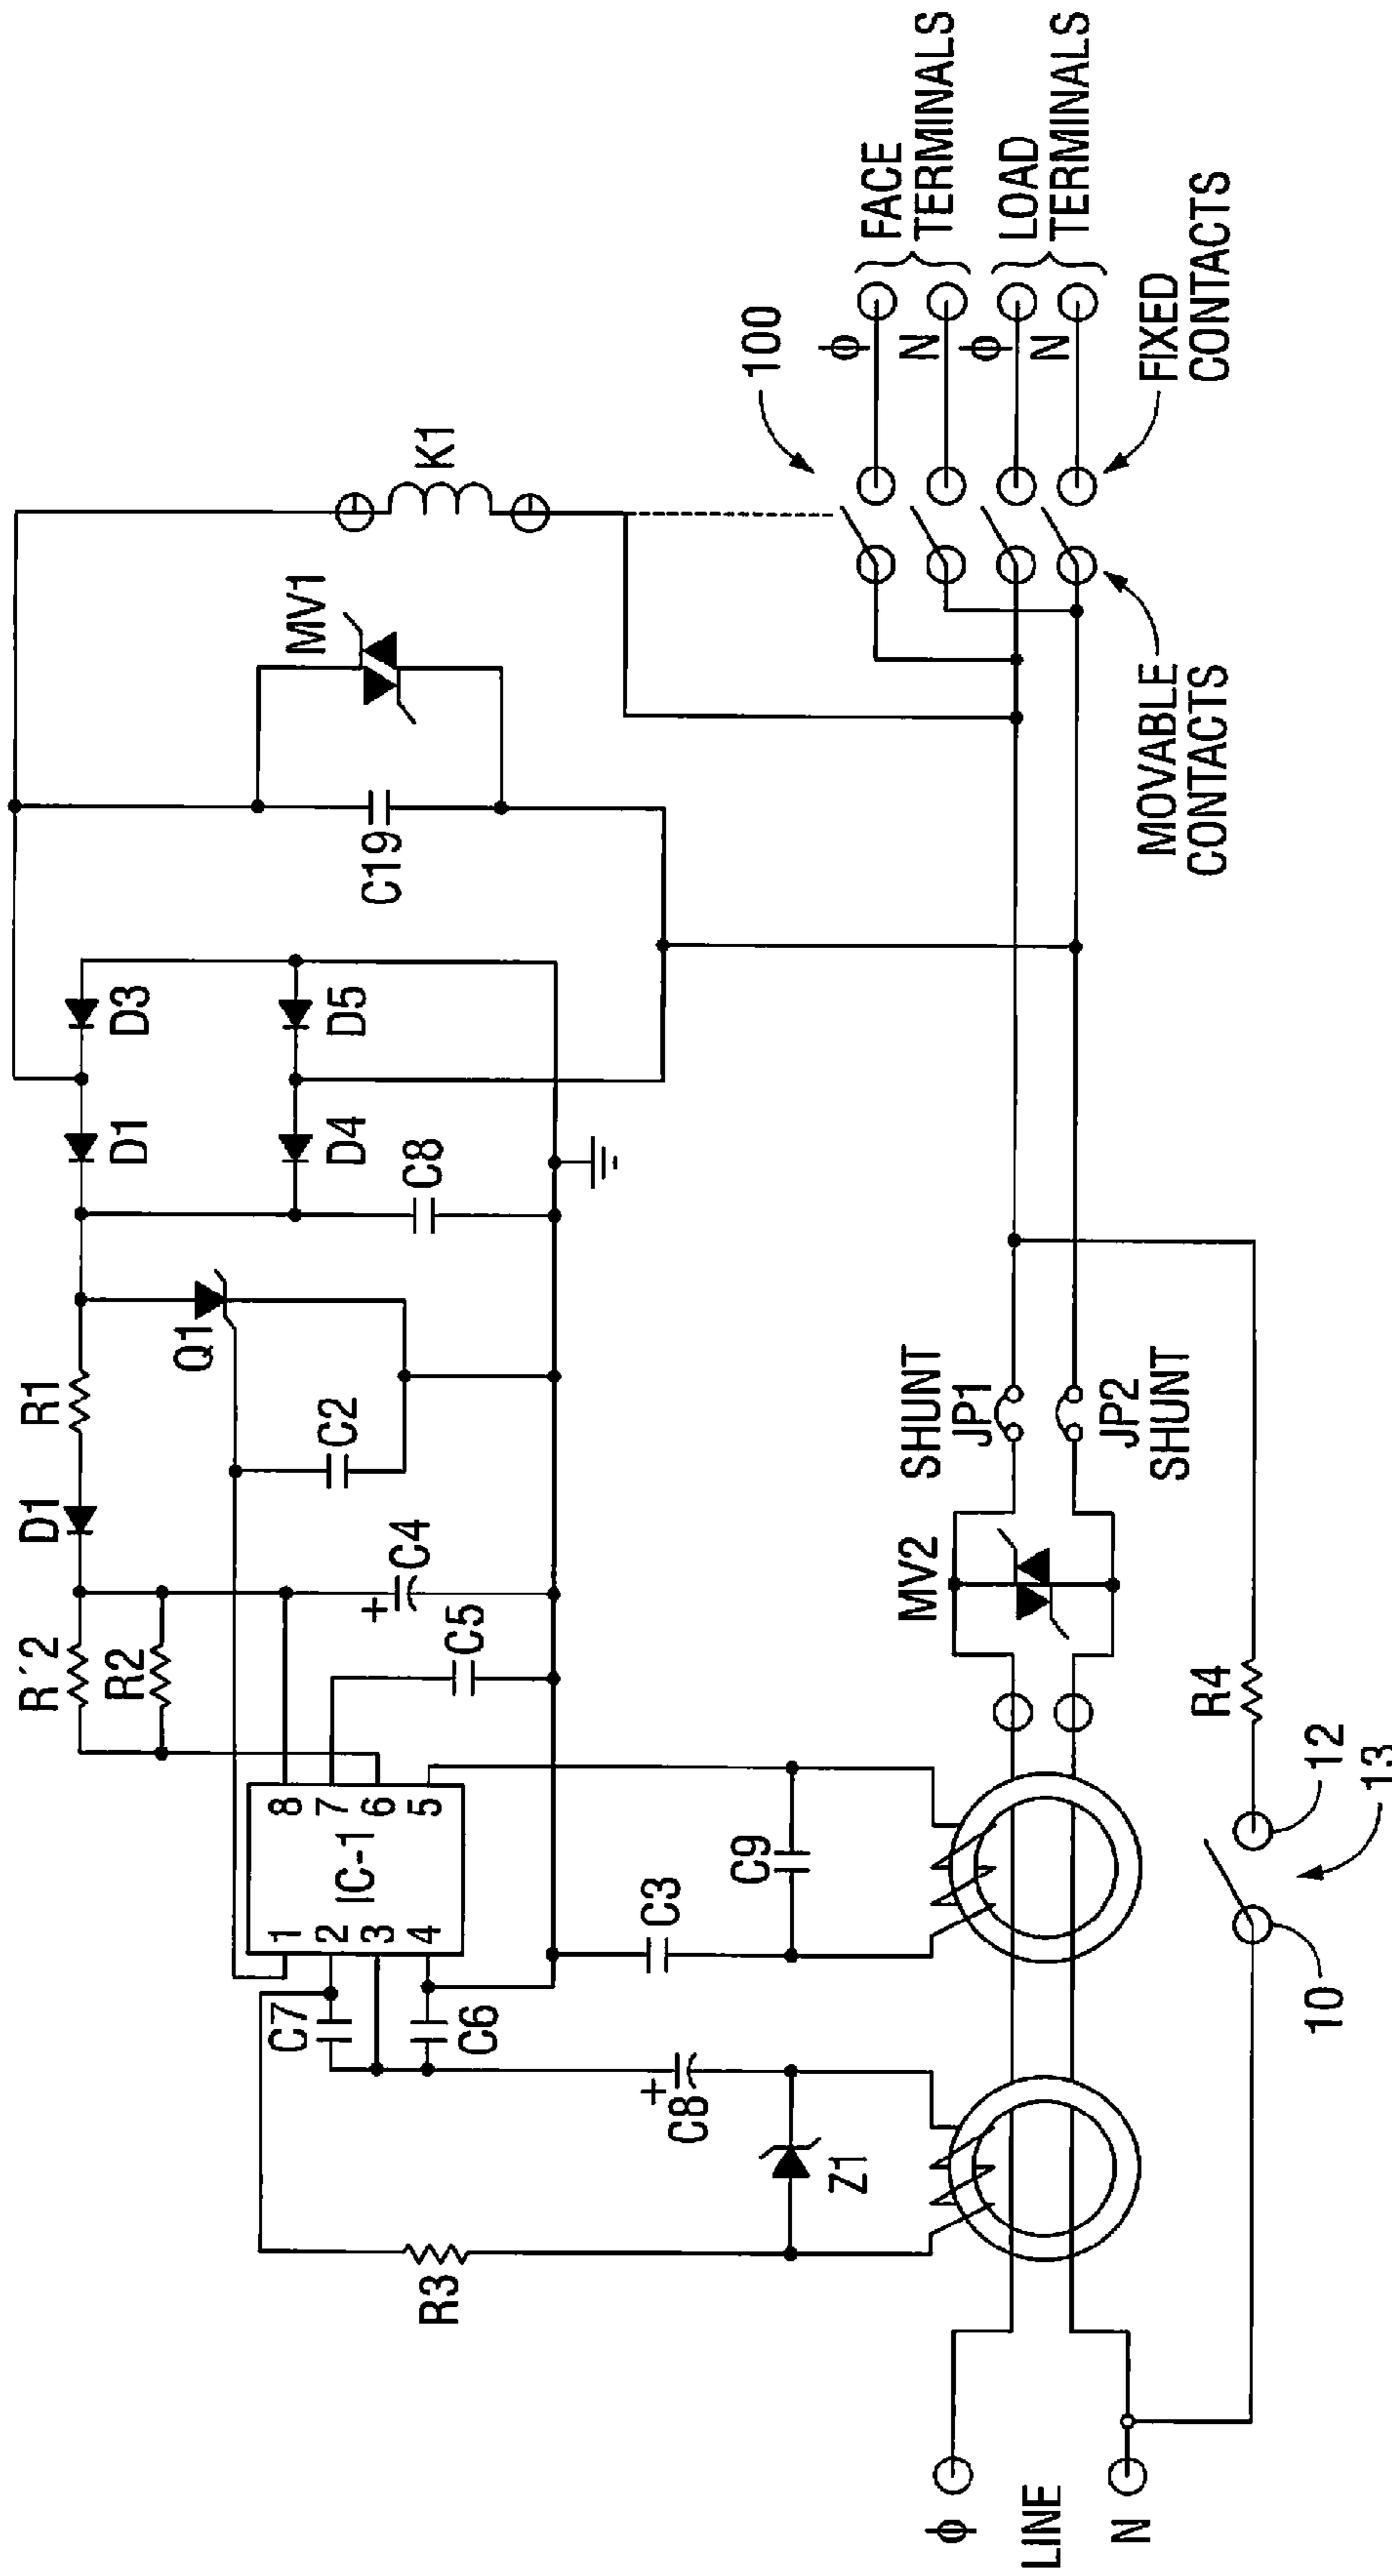 R´2
D1
R1
D1
D3
R2
Q1
MV1
K1
C7
1
8
2
7
3
6
4
5
IC-1
C2
C4
C5
C8
D4
D5
C19
C6
R3
+
C8
+
C3
C9
Z1
100
FACE
TERMINALS
ϕ
N
ϕ
N
LOAD
TERMINALS
MV2
SHUNT
JP1
JP2
SHUNT
FIXED
CONTACTS
MOVABLE
CONTACTS
ϕ
LINE
N
R4
10
12
13